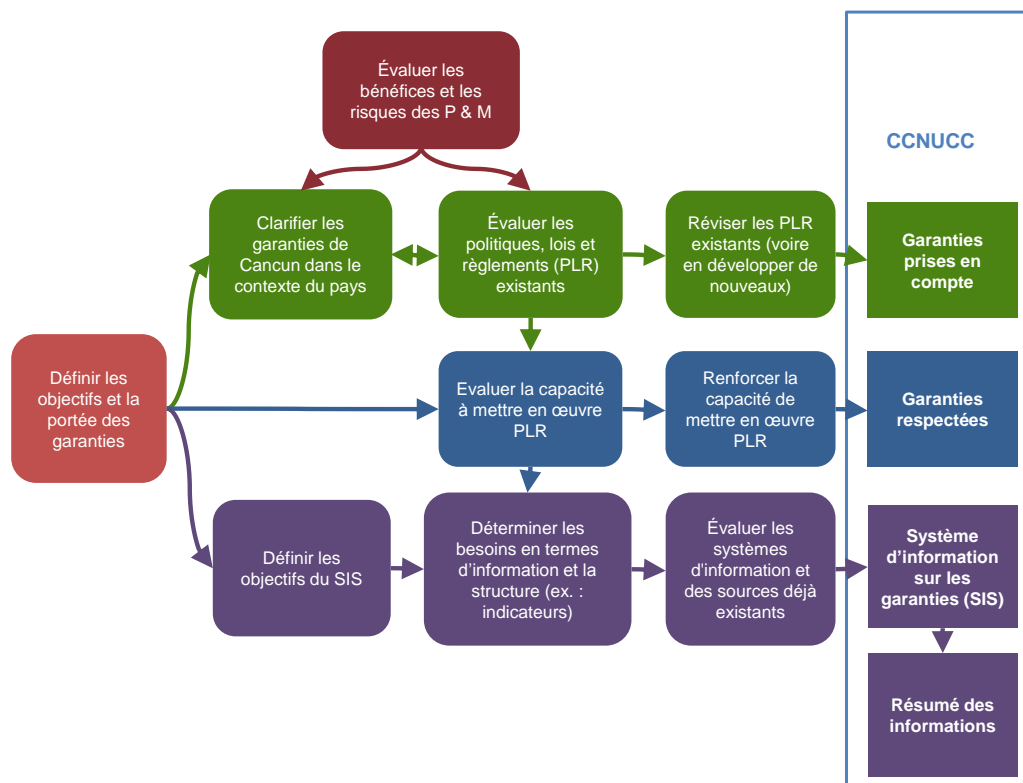 Évaluer les
bénéfices et les
risques des P & M
CCNUCC
Clarifier les
garanties de
Cancun dans le
contexte du pays
Évaluer les
politiques, lois et
règlements (PLR)
existants
Réviser les PLR
existants (voire
en développer de
nouveaux)
Garanties
prises en
compte
Définir les
objectifs et la
portée des
garanties
Evaluer la capacité
à mettre en œuvre
PLR
Renforcer la
capacité de
mettre en œuvre
PLR
Garanties
respectées
Définir les
objectifs du SIS
Déterminer les
besoins en termes
d’information et la
structure (ex. :
indicateurs)
Évaluer les
systèmes
d'information et
des sources déjà
existants
Système
d’information
sur les
garanties (SIS)
Résumé des
informations